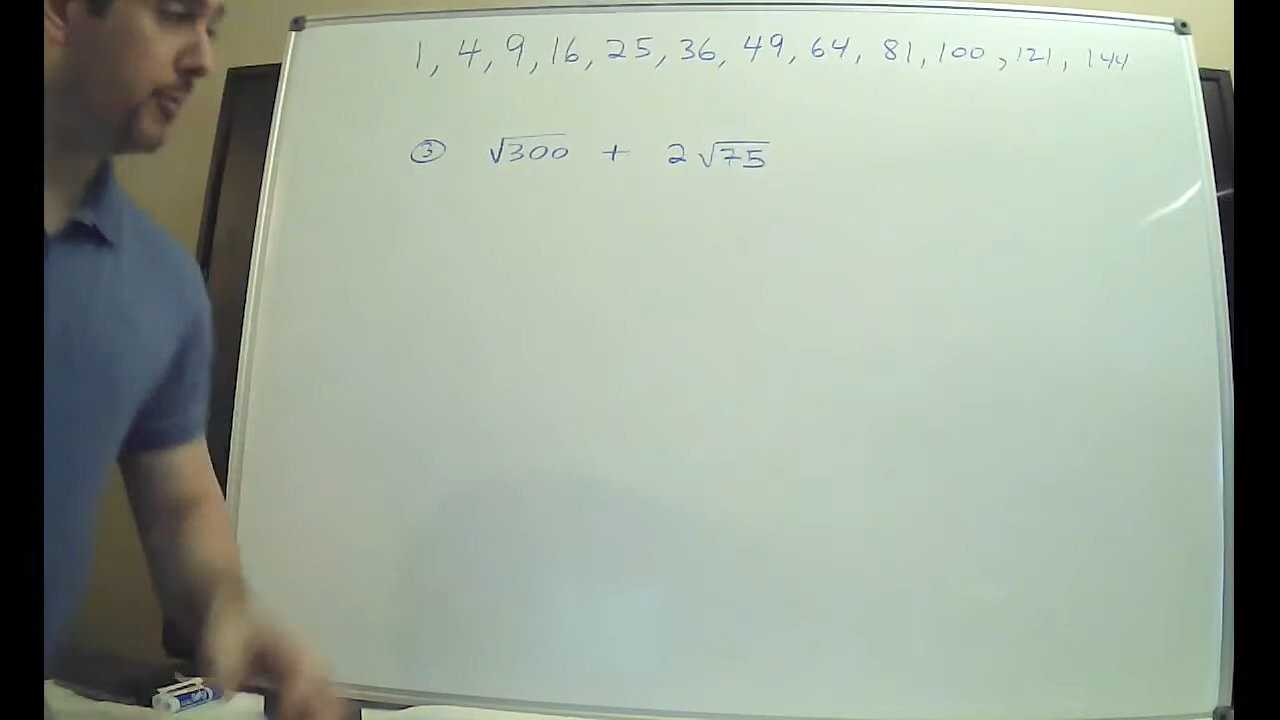 1, 4, 9, 16, 25, 36, 49, 64, 81, 100, 121, 144
③ √300 + 2√75